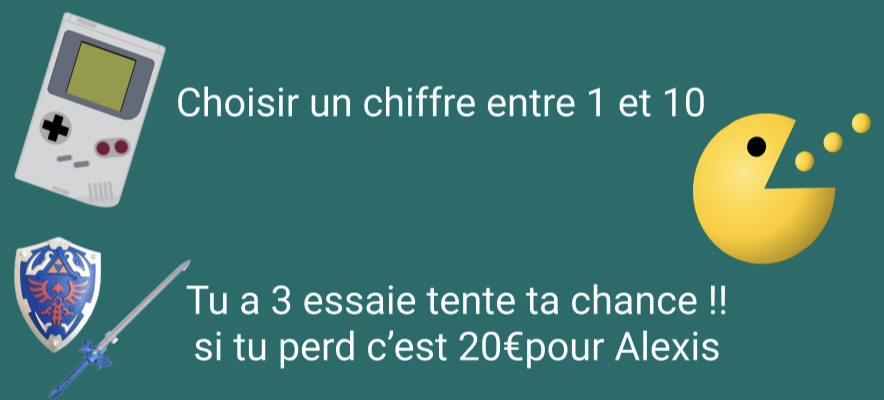 Choisir un chiffre entre 1 et 10
Tu a 3 essaie tente ta chance !!
si tu perd c’est 20€pour Alexis